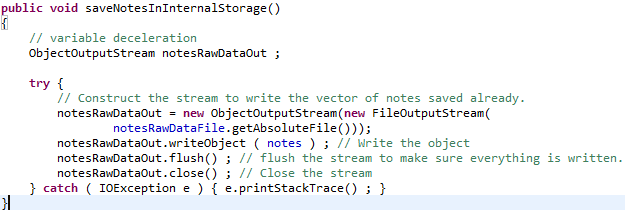 public void saveNotesInInternalStorage()
{
// variable deceleration
ObjectOutputStream notesRawDataOut ;
try {
// Construct the stream to write the vector of notes saved already.
notesRawDataOut = new ObjectOutputStream(new FileOutputStream(
notesRawDataFile.getAbsoluteFile()));
notesRawDataOut.writeObject ( notes ) ; // Write the object
notesRawDataOut.flush() ; // flush the stream to make sure everything is written.
notesRawDataOut.close() ; // Close the stream
} catch ( IOException e ) { e.printStackTrace() ; }
}